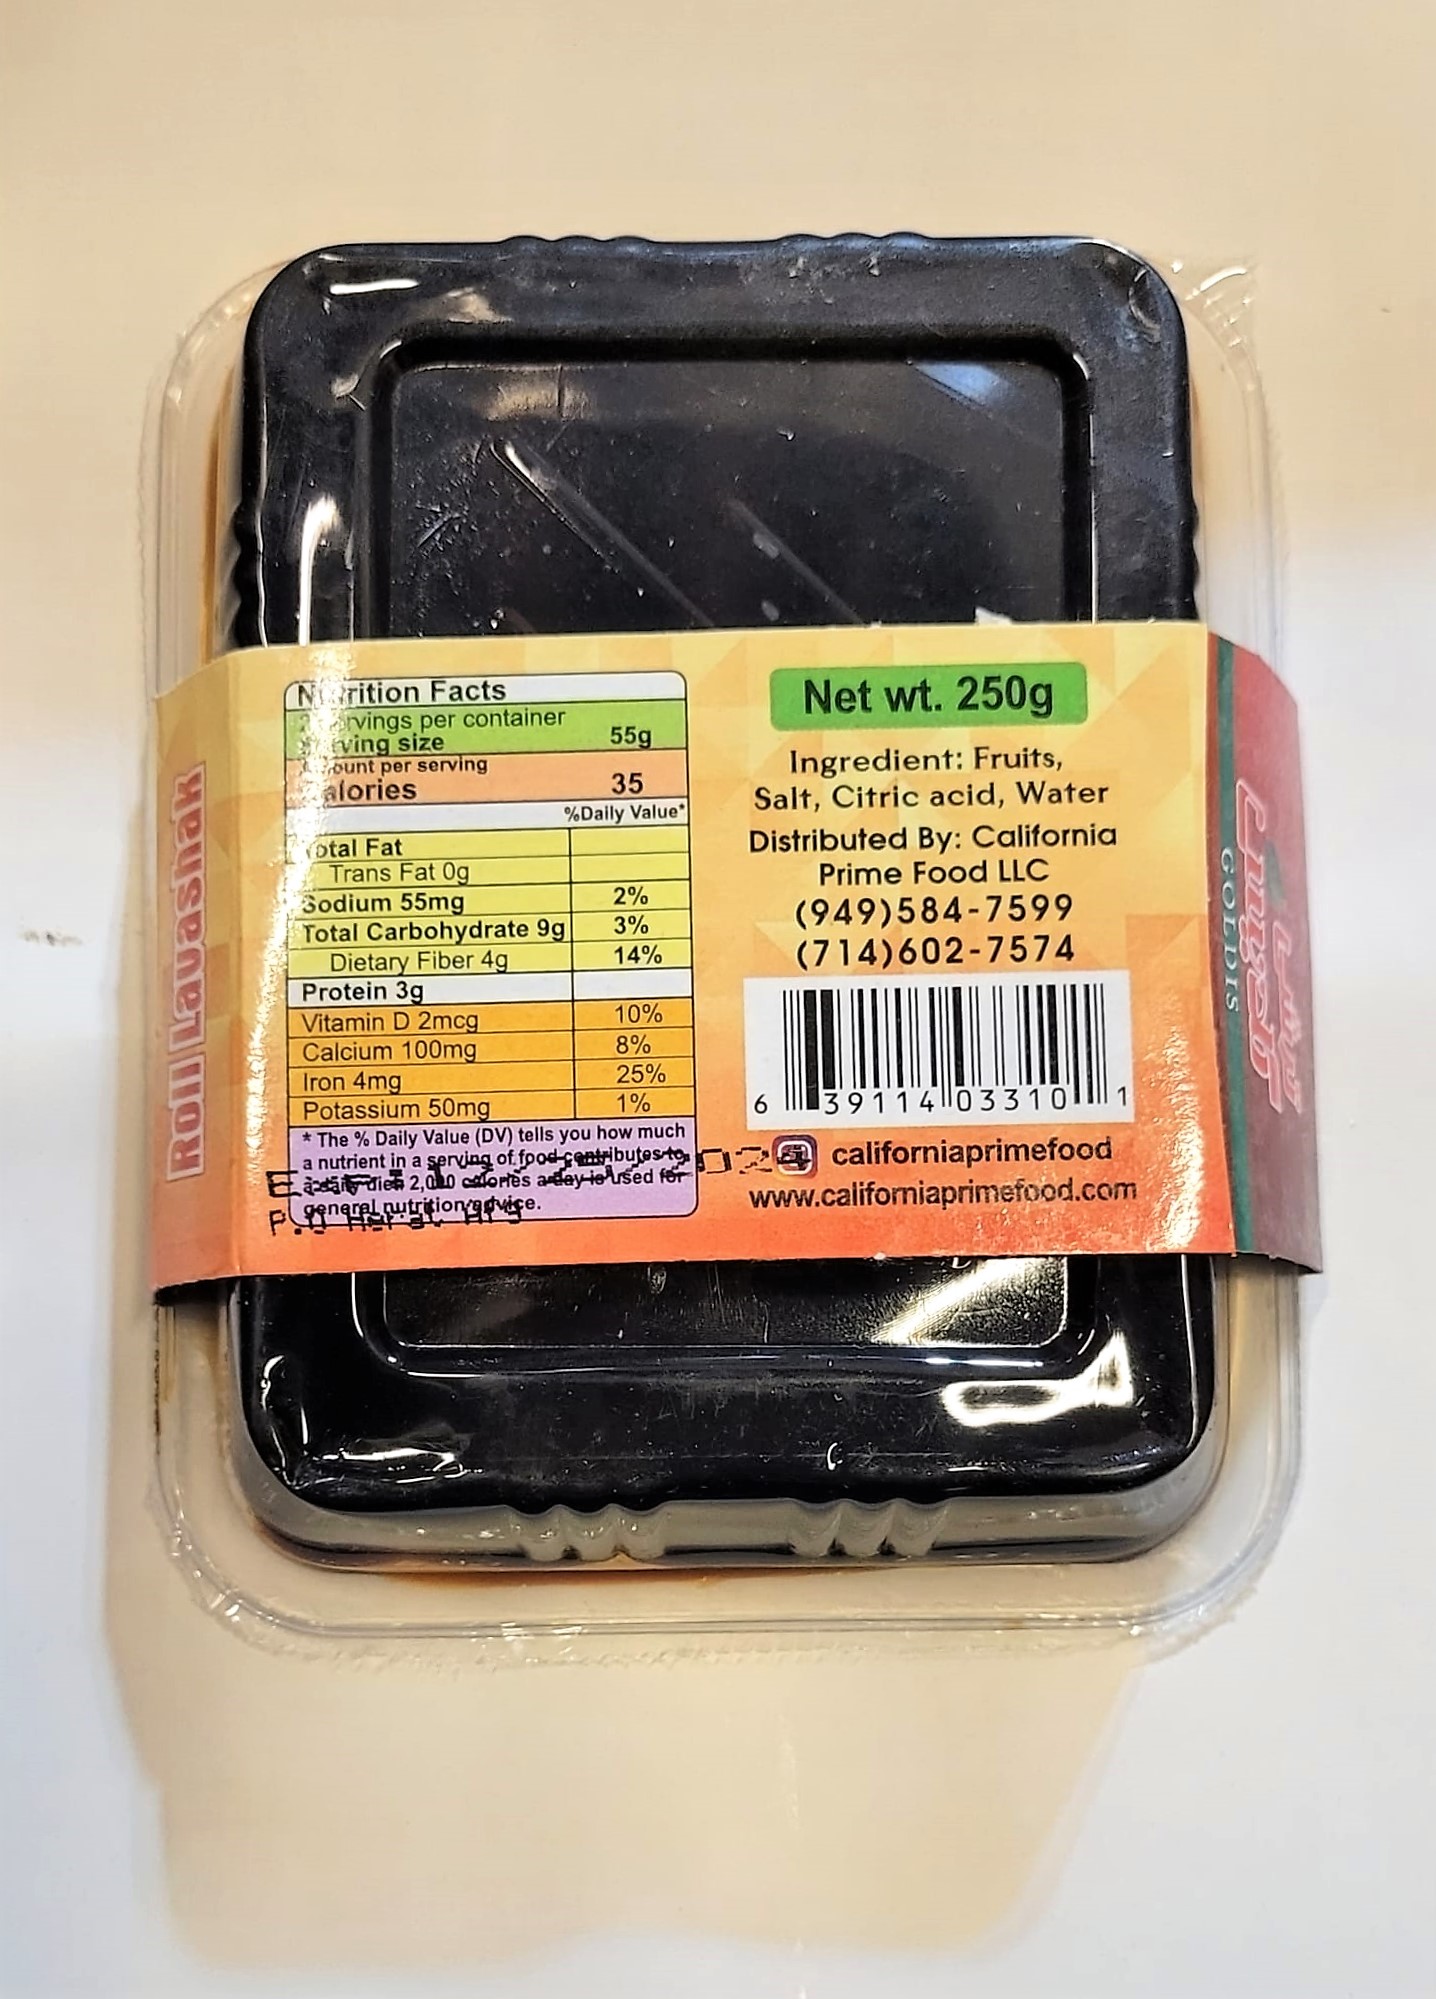 Nutrition Facts
servings per container
Serving size 55g
Amount per serving
Calories 35
%Daily Value*
Total Fat
Trans Fat 0g
Sodium 55mg 2%
Total Carbohydrate 9g 3%
Dietary Fiber 4g 14%
Protein 3g
Vitamin D 2mcg 10%
Calcium 100mg 8%
Iron 4mg 25%
Potassium 50mg 1%
* The % Daily Value (DV) tells you how much
a nutrient in a serving of food contributes to
a daily diet 2,000 calories a day is used for
general nutrition advice.
Net wt. 250g
Ingredient: Fruits,
Salt, Citric acid, Water
Distributed By: California
Prime Food LLC
(949)584-7599
(714)602-7574
6 39114 03310 1
californiaprimefood
www.californiaprimefood.com
Roll Lavashak
GOLDIS